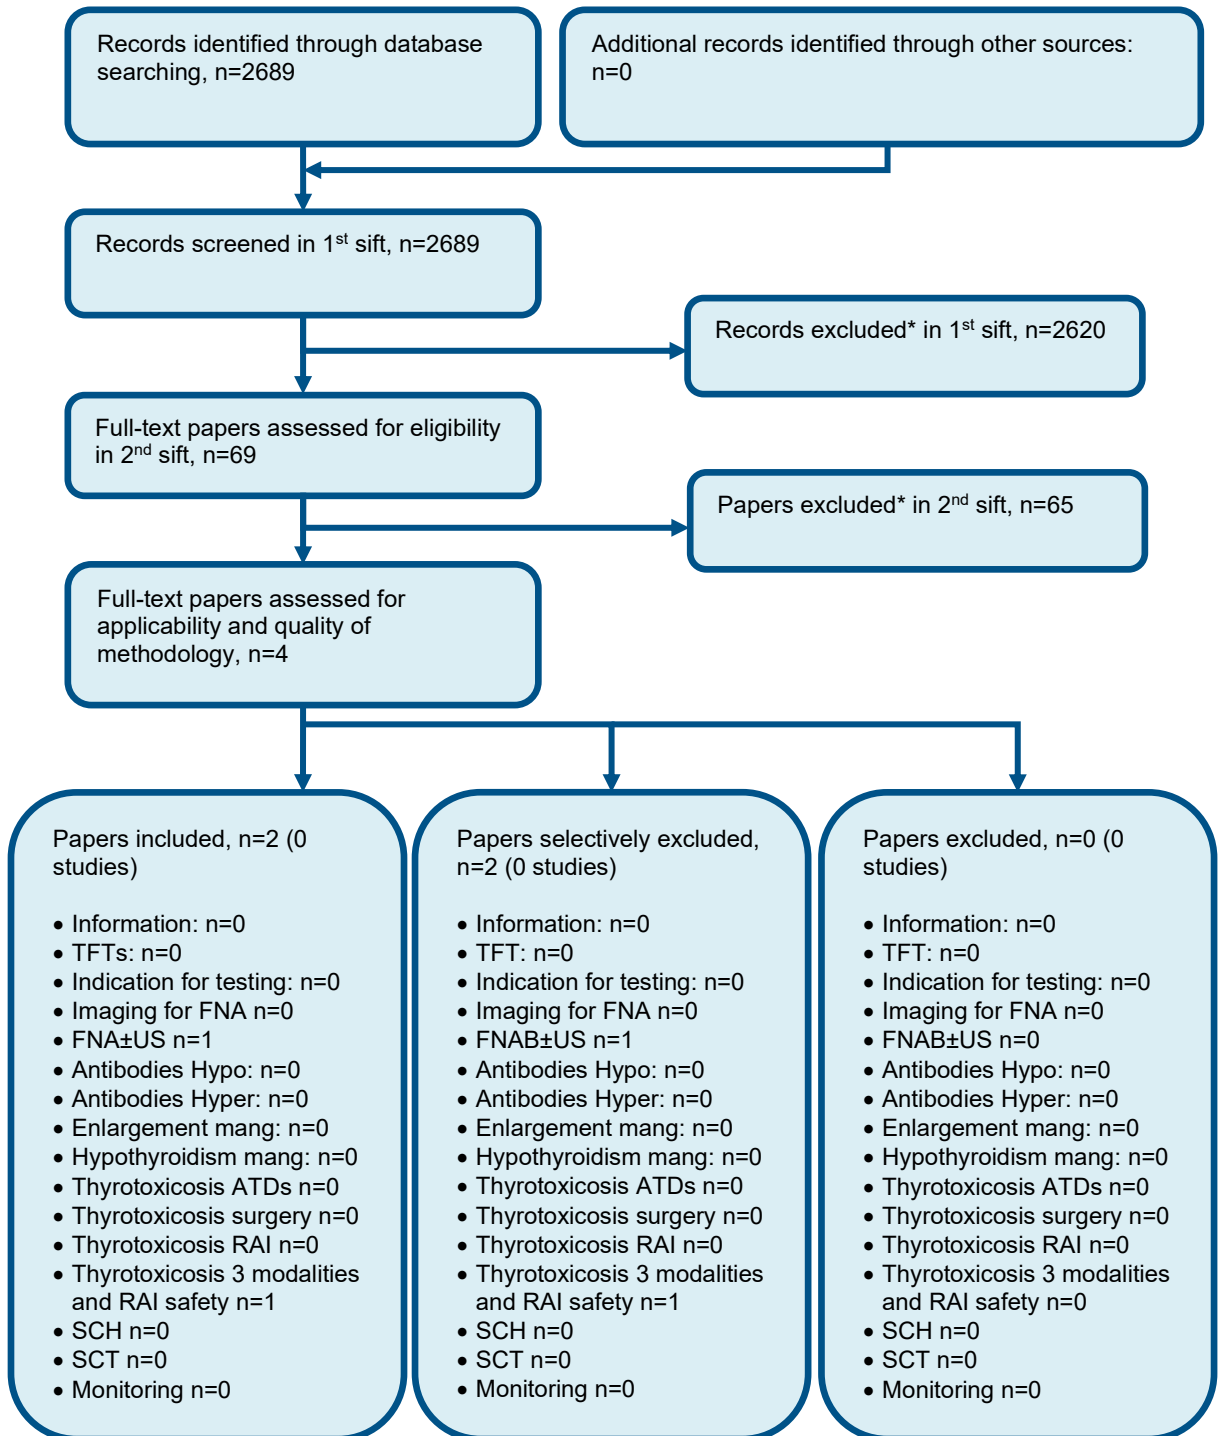 Records identified through database
searching, n=2689
Additional records identified through other sources:
n=0
Records screened in 1st sift, n=2689
Records excluded* in 1st sift, n=2620
Full-text papers assessed for eligibility
in 2nd sift, n=69
Papers excluded* in 2nd sift, n=65
Full-text papers assessed for
applicability and quality of
methodology, n=4
Papers included, n=2 (0
studies)
• Information: n=0
• TFTs: n=0
• Indication for testing: n=0
• Imaging for FNA n=0
• FNA±US n=1
• Antibodies Hypo: n=0
• Antibodies Hyper: n=0
• Enlargement mang: n=0
• Hypothyroidism mang: n=0
• Thyrotoxicosis ATDs n=0
• Thyrotoxicosis surgery n=0
• Thyrotoxicosis RAI n=0
• Thyrotoxicosis 3 modalities
and RAI safety n=1
• SCH n=0
• SCT n=0
• Monitoring n=0
Papers selectively excluded,
n=2 (0 studies)
• Information: n=0
• TFT: n=0
• Indication for testing: n=0
• Imaging for FNA: n=0
• FNAB±US: n=1
• Antibodies Hypo: n=0
• Antibodies Hyper: n=0
• Enlargement mang: n=0
• Hypothyroidism mang: n=0
• Thyrotoxicosis ATDs n=0
• Thyrotoxicosis surgery n=0
• Thyrotoxicosis RAI n=0
• Thyrotoxicosis 3 modalities
and RAI safety n=1
• SCH n=0
• SCT n=0
• Monitoring n=0
Papers excluded, n=0 (0
studies)
• Information: n=0
• TFT: n=0
• Indication for testing: n=0
• Imaging for FNA: n=0
• FNAB±US: n=0
• Antibodies Hypo: n=0
• Antibodies Hyper: n=0
• Enlargement mang: n=0
• Hypothyroidism mang: n=0
• Thyrotoxicosis ATDs n=0
• Thyrotoxicosis surgery n=0
• Thyrotoxicosis RAI n=0
• Thyrotoxicosis 3 modalities
and RAI safety n=0
• SCH n=0
• SCT n=0
• Monitoring n=0